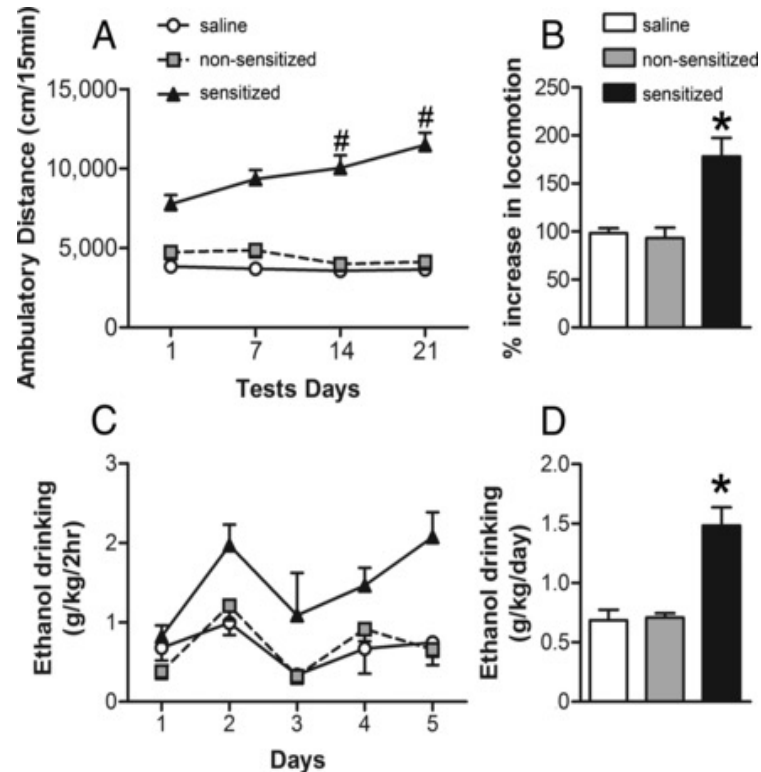 A
saline
non-sensitized
sensitized
Ambulatory Distance (cm/15min)
15,000
10,000
5,000
0
#
#
1
7
14
21
Tests Days
B
saline
non-sensitized
sensitized
% increase in locomotion
250
200
150
100
50
0
*
C
Ethanol drinking
(g/kg/2hr)
3
2
1
0
1
2
3
4
5
Days
D
Ethanol drinking
(g/kg/day)
2.0
1.5
1.0
0.5
0
*